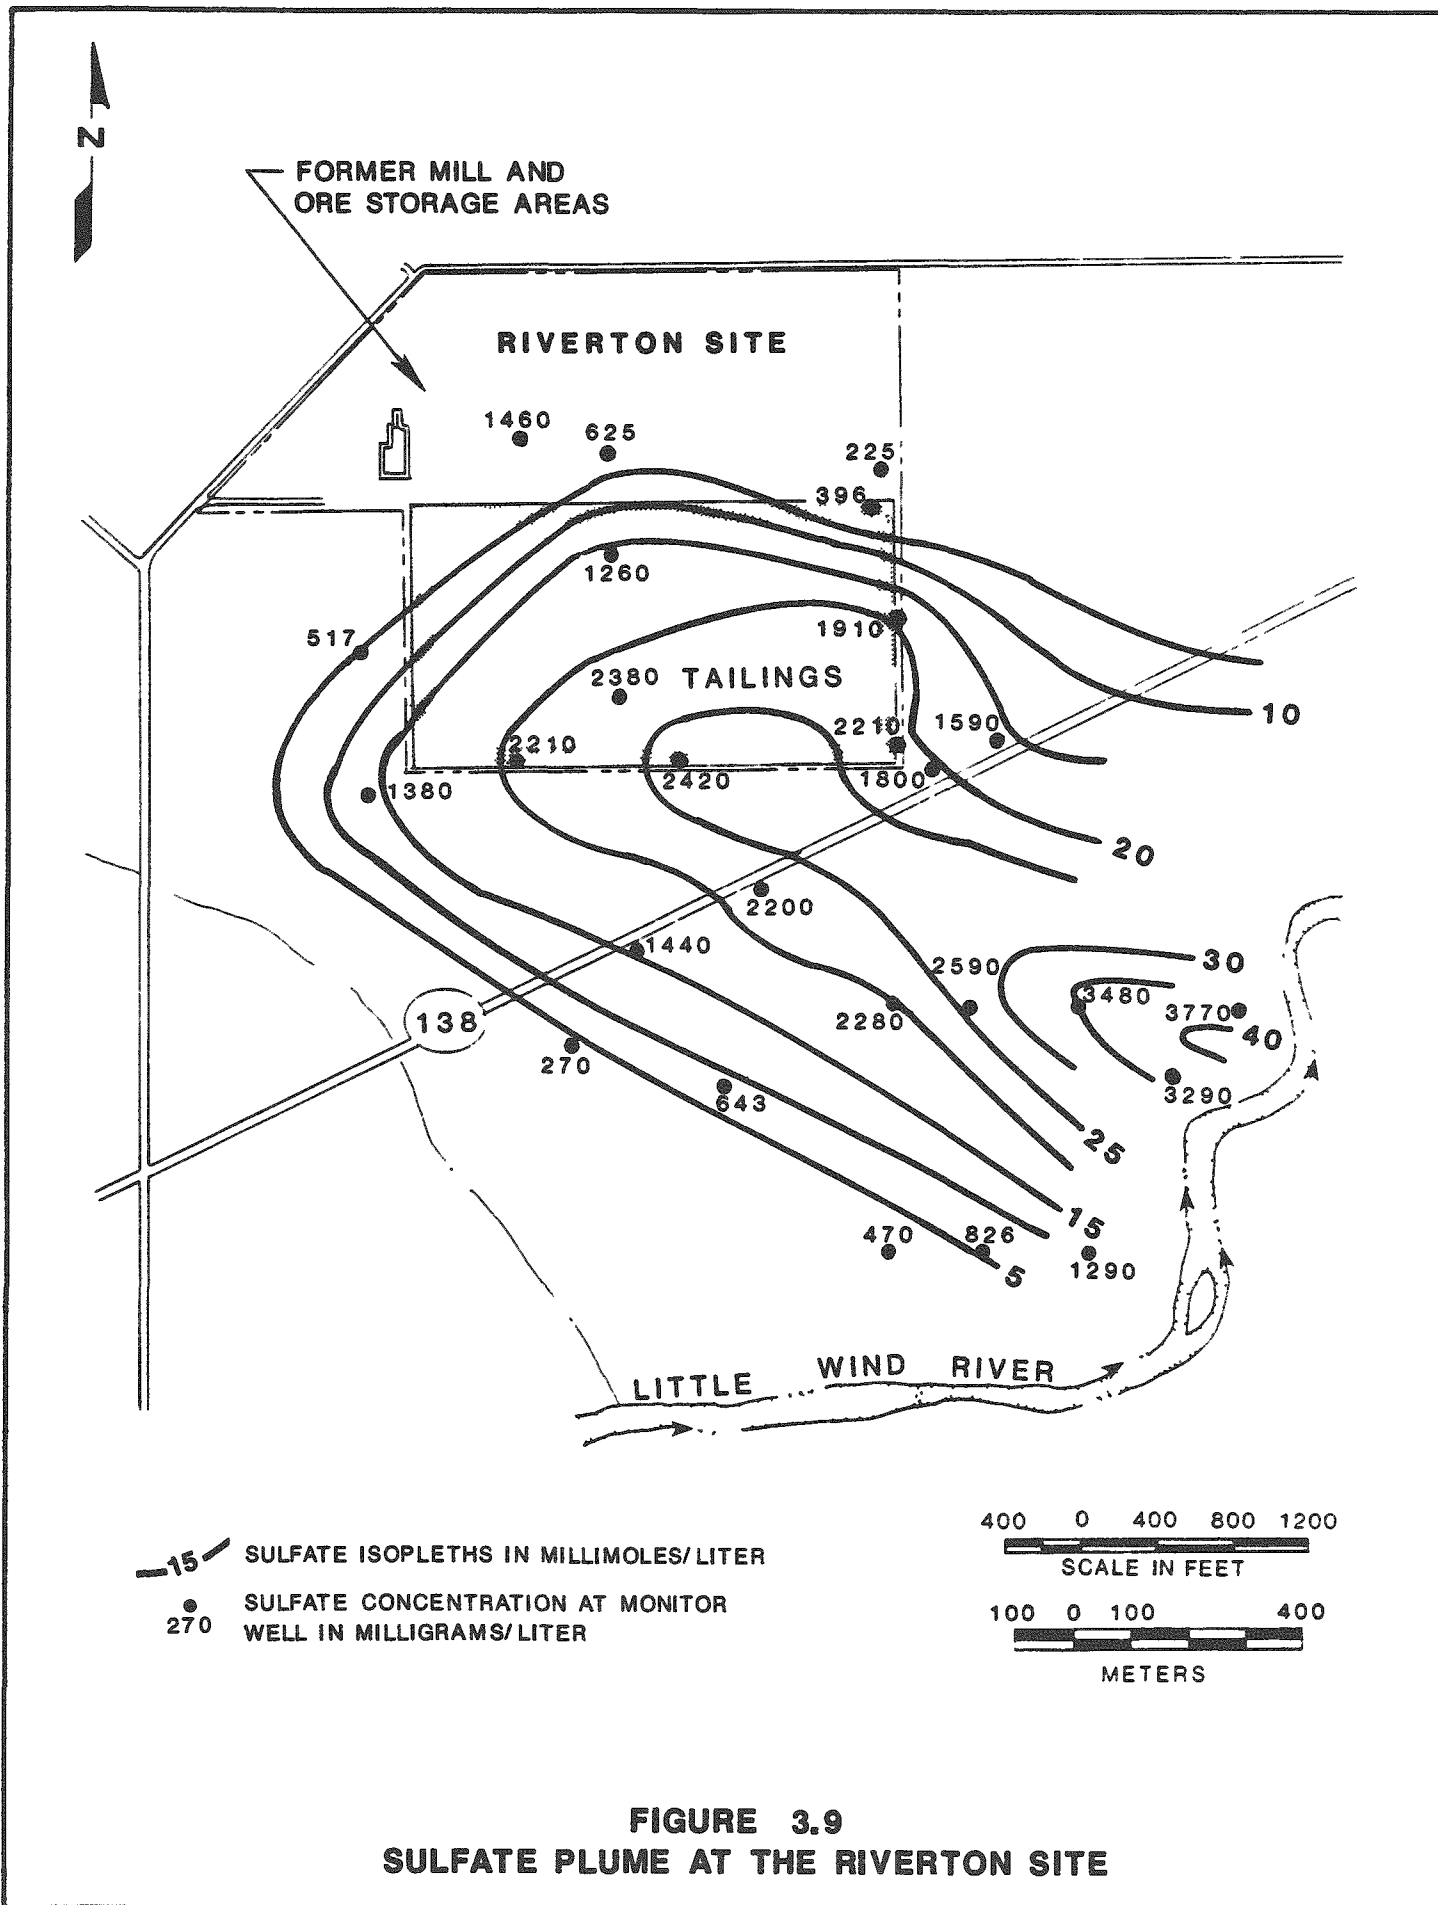 N
FORMER MILL AND
ORE STORAGE AREAS
RIVERTON SITE
1460
625
225
396
1260
517
1910
2380 TAILINGS
2210
2210
1590
10
1380
2420
1800
20
2200
1440
2590
30
3480
3770
40
138
2280
270
643
3290
25
15
470
826
1290
5
LITTLE WIND RIVER
15
SULFATE ISOPLETHS IN MILLIMOLES/LITER
270
SULFATE CONCENTRATION AT MONITOR
WELL IN MILLIGRAMS/LITER
400 0 400 800 1200
SCALE IN FEET
100 0 100 400
METERS
FIGURE 3.9
SULFATE PLUME AT THE RIVERTON SITE